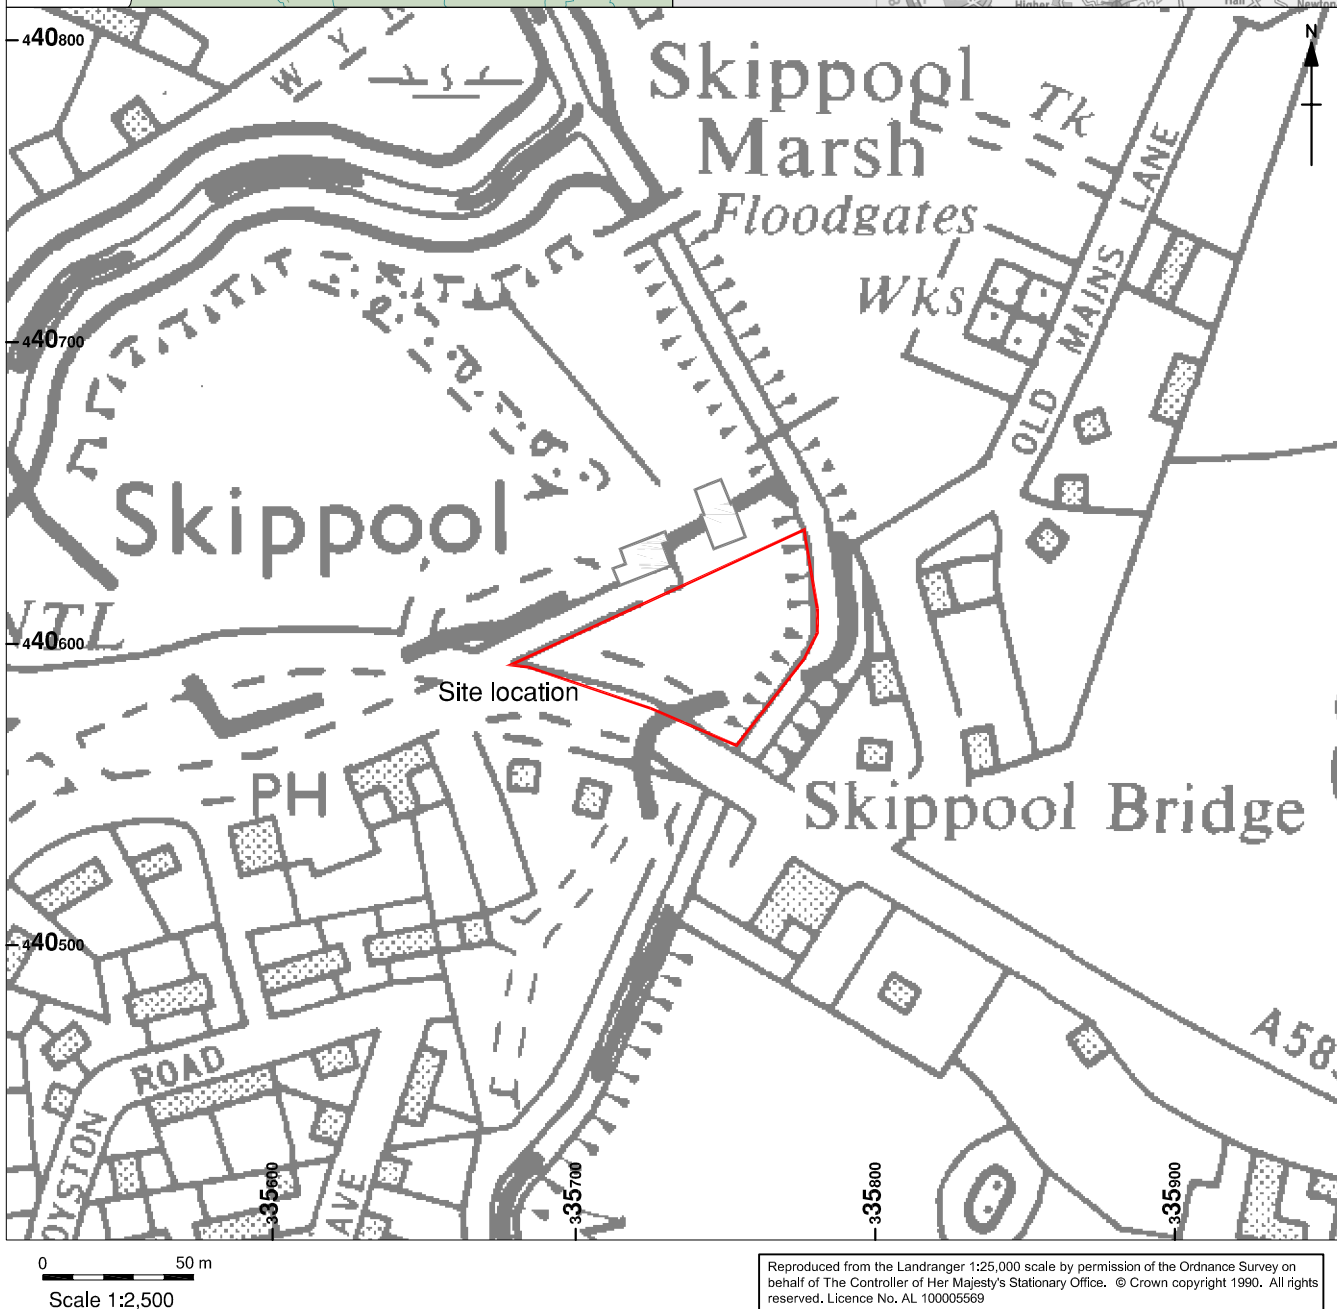 Higher
Hall
Newton
440800
N
W Y
Skippool
Marsh
Floodgates
Tk
Wks
OLD MAINS LANE
440700
Skippool
NTL
440600
Site location
PH
Skippool Bridge
440500
A58
ROAD
OYSTON
AVE
335600
335700
335800
335900
0 50 m
Scale 1:2,500
Reproduced from the Landranger 1:25,000 scale by permission of the Ordnance Survey on
behalf of The Controller of Her Majesty's Stationary Office. © Crown copyright 1990. All rights
reserved. Licence No. AL 100005569